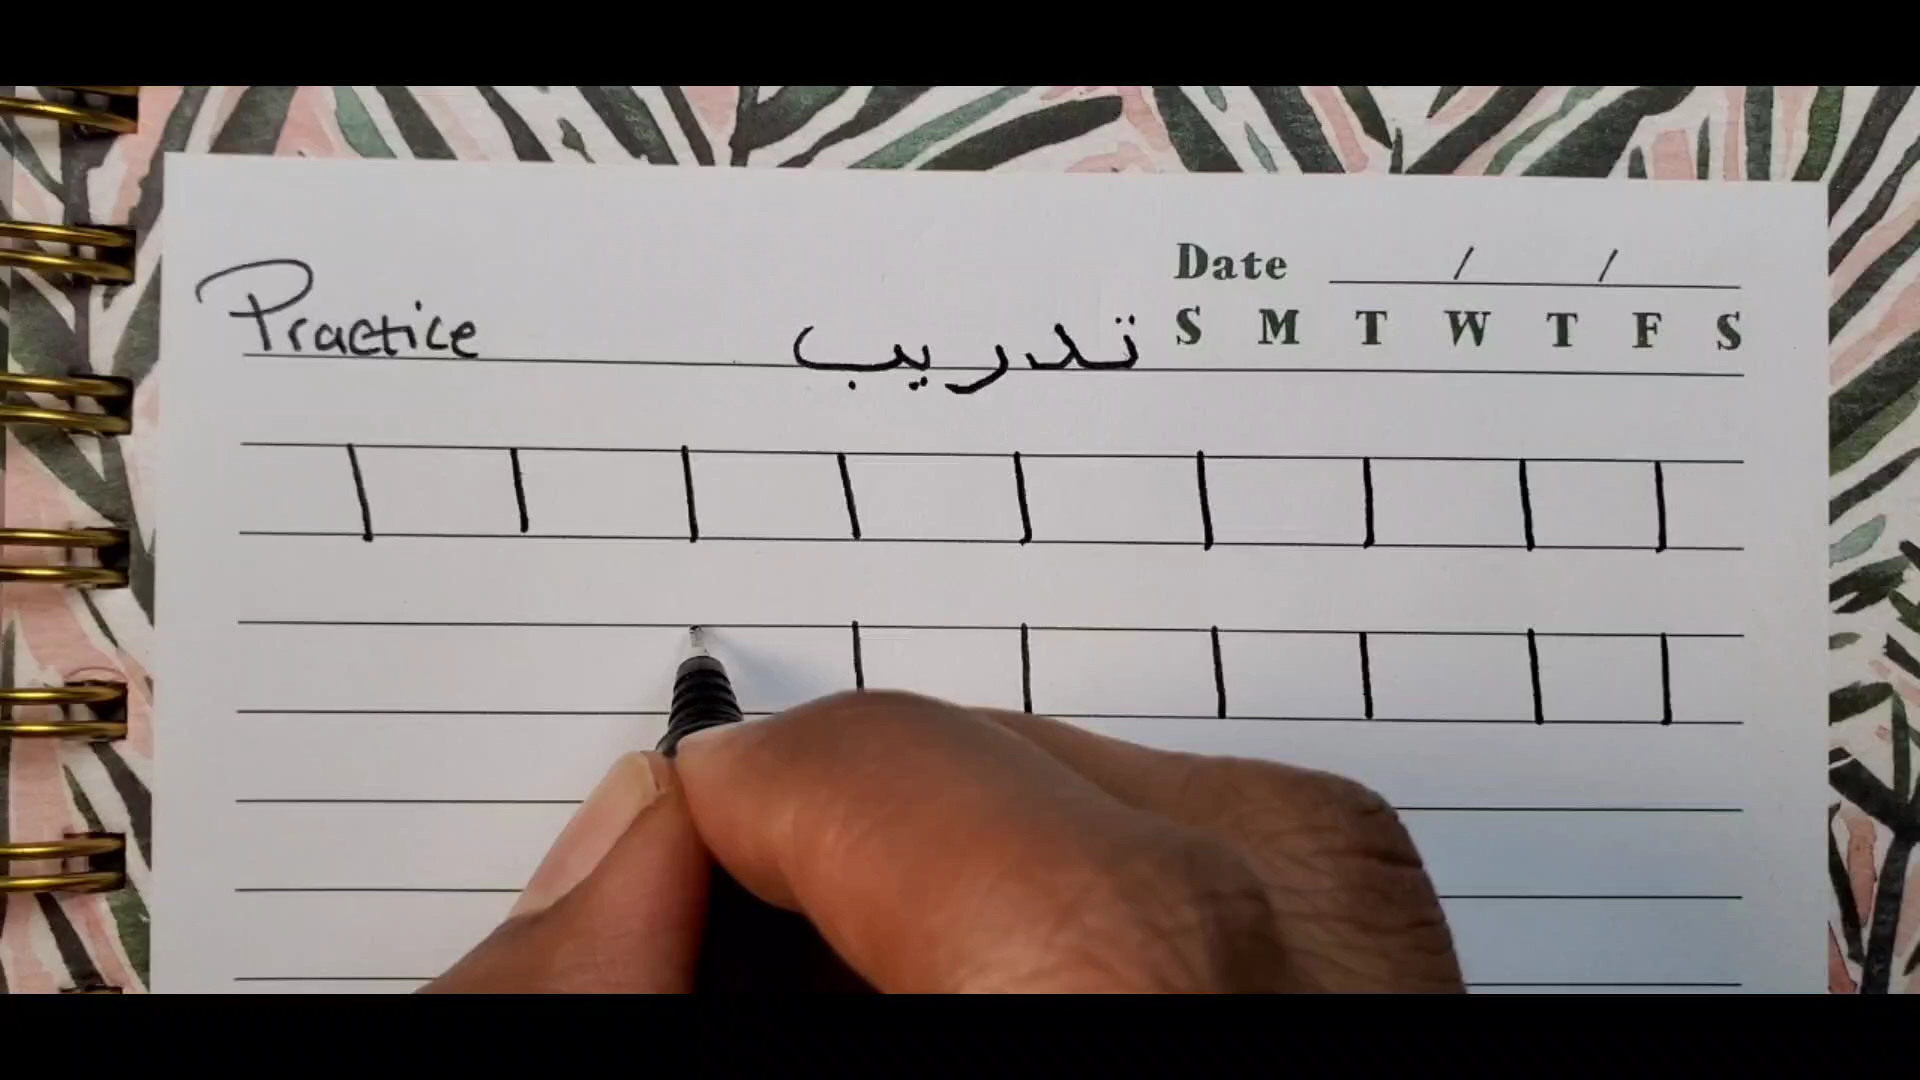 Date / /
S M T W T F S
Practice تدريب
ا ا ا ا ا ا ا ا ا
ا ا ا ا ا ا